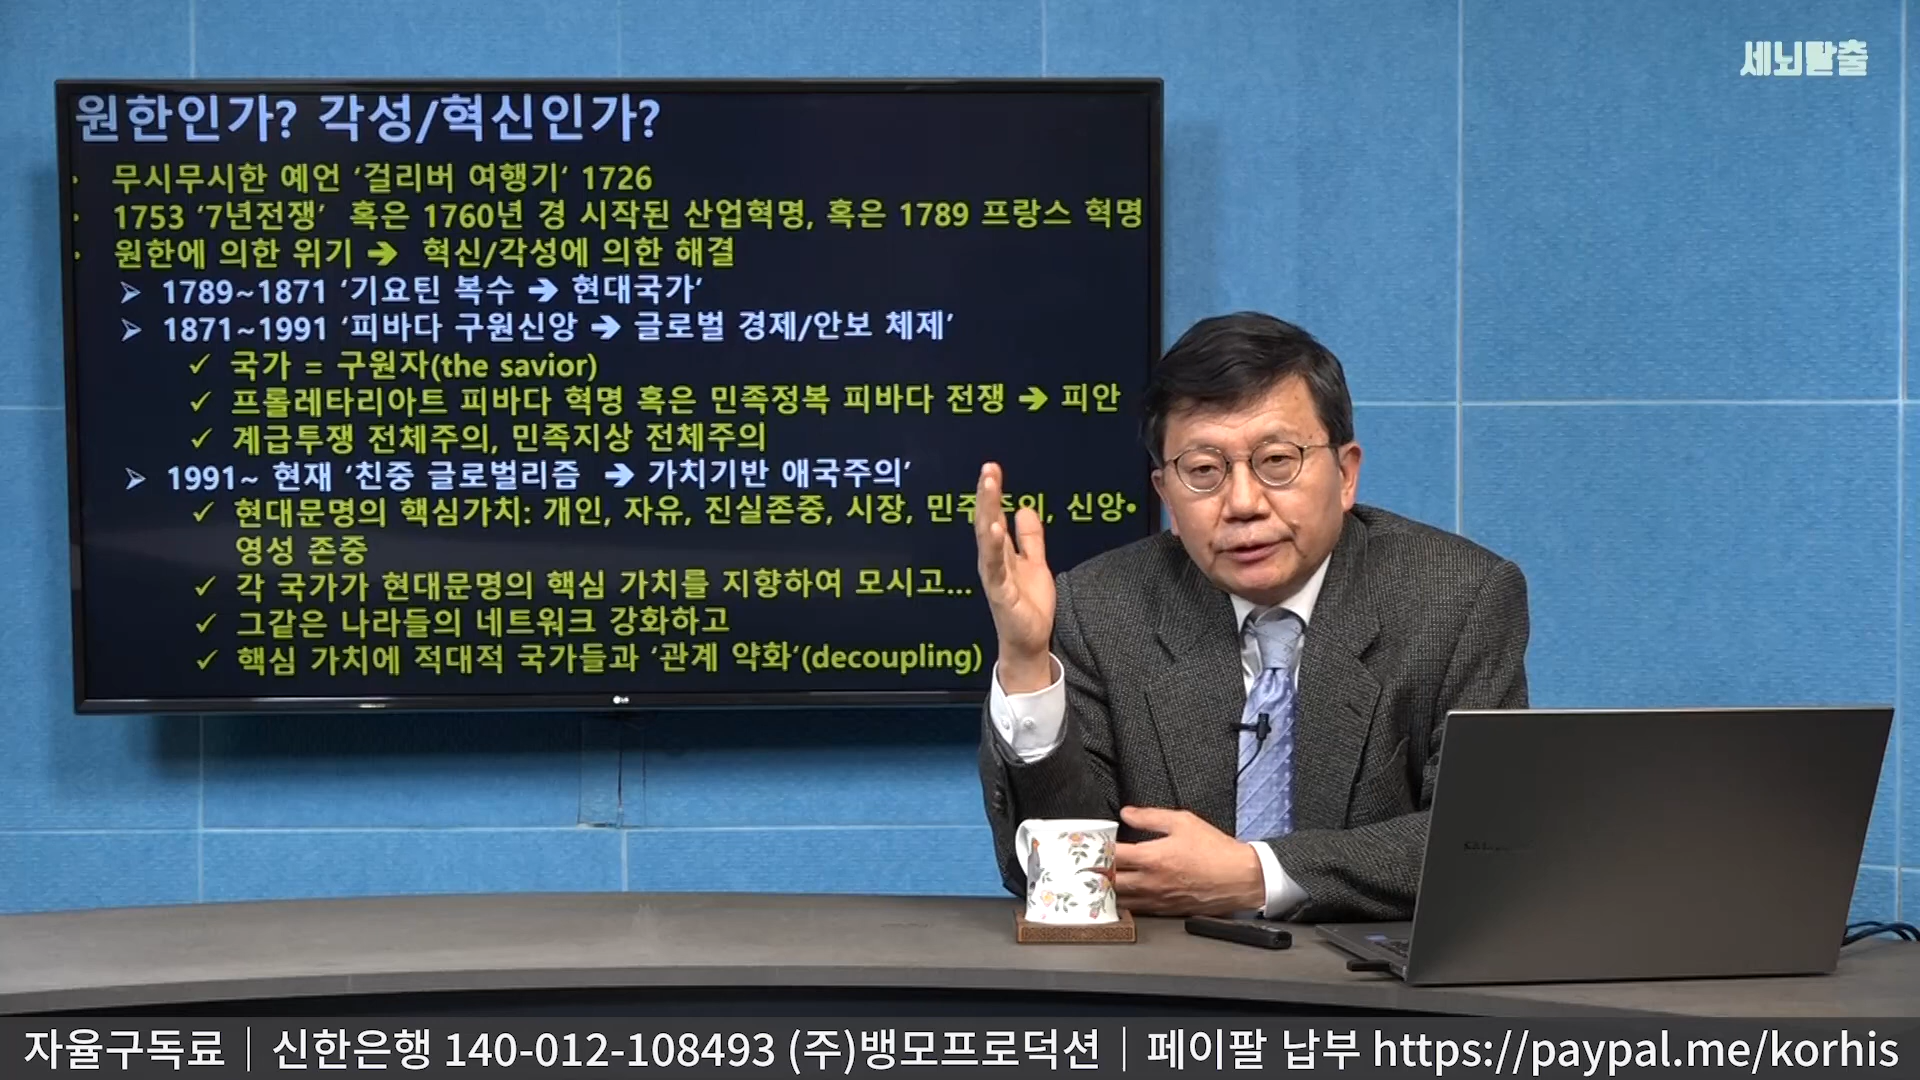 세뇌탈출
원한인가? 각성/혁신인가?
• 무시무시한 예언 ‘걸리버 여행기‘ 1726
• 1753 ‘7년전쟁’ 혹은 1760년 경 시작된 산업혁명, 혹은 1789 프랑스 혁명
• 원한에 의한 위기 ➔ 혁신/각성에 의한 해결
➢ 1789~1871 ‘기요틴 복수 ➔ 현대국가‘
➢ 1871~1991 ‘피바다 구원신앙 ➔ 글로벌 경제/안보 체제’
✓ 국가 = 구원자(the savior)
✓ 프롤레타리아트 피바다 혁명 혹은 민족정복 피바다 전쟁 ➔ 피안
✓ 계급투쟁 전체주의, 민족지상 전체주의
➢ 1991~ 현재 ‘친중 글로벌리즘 ➔ 가치기반 애국주의’
✓ 현대문명의 핵심가치: 개인, 자유, 진실존중, 시장, 민주주의, 신앙•
영성 존중
✓ 각 국가가 현대문명의 핵심 가치를 지향하여 모시고...
✓ 그같은 나라들의 네트워크 강화하고
✓ 핵심 가치에 적대적 국가들과 ‘관계 약화‘(decoupling)
LG
자율구독료｜신한은행 140-012-108493 (주)뱅모프로덕션｜페이팔 납부 https://paypal.me/korhis